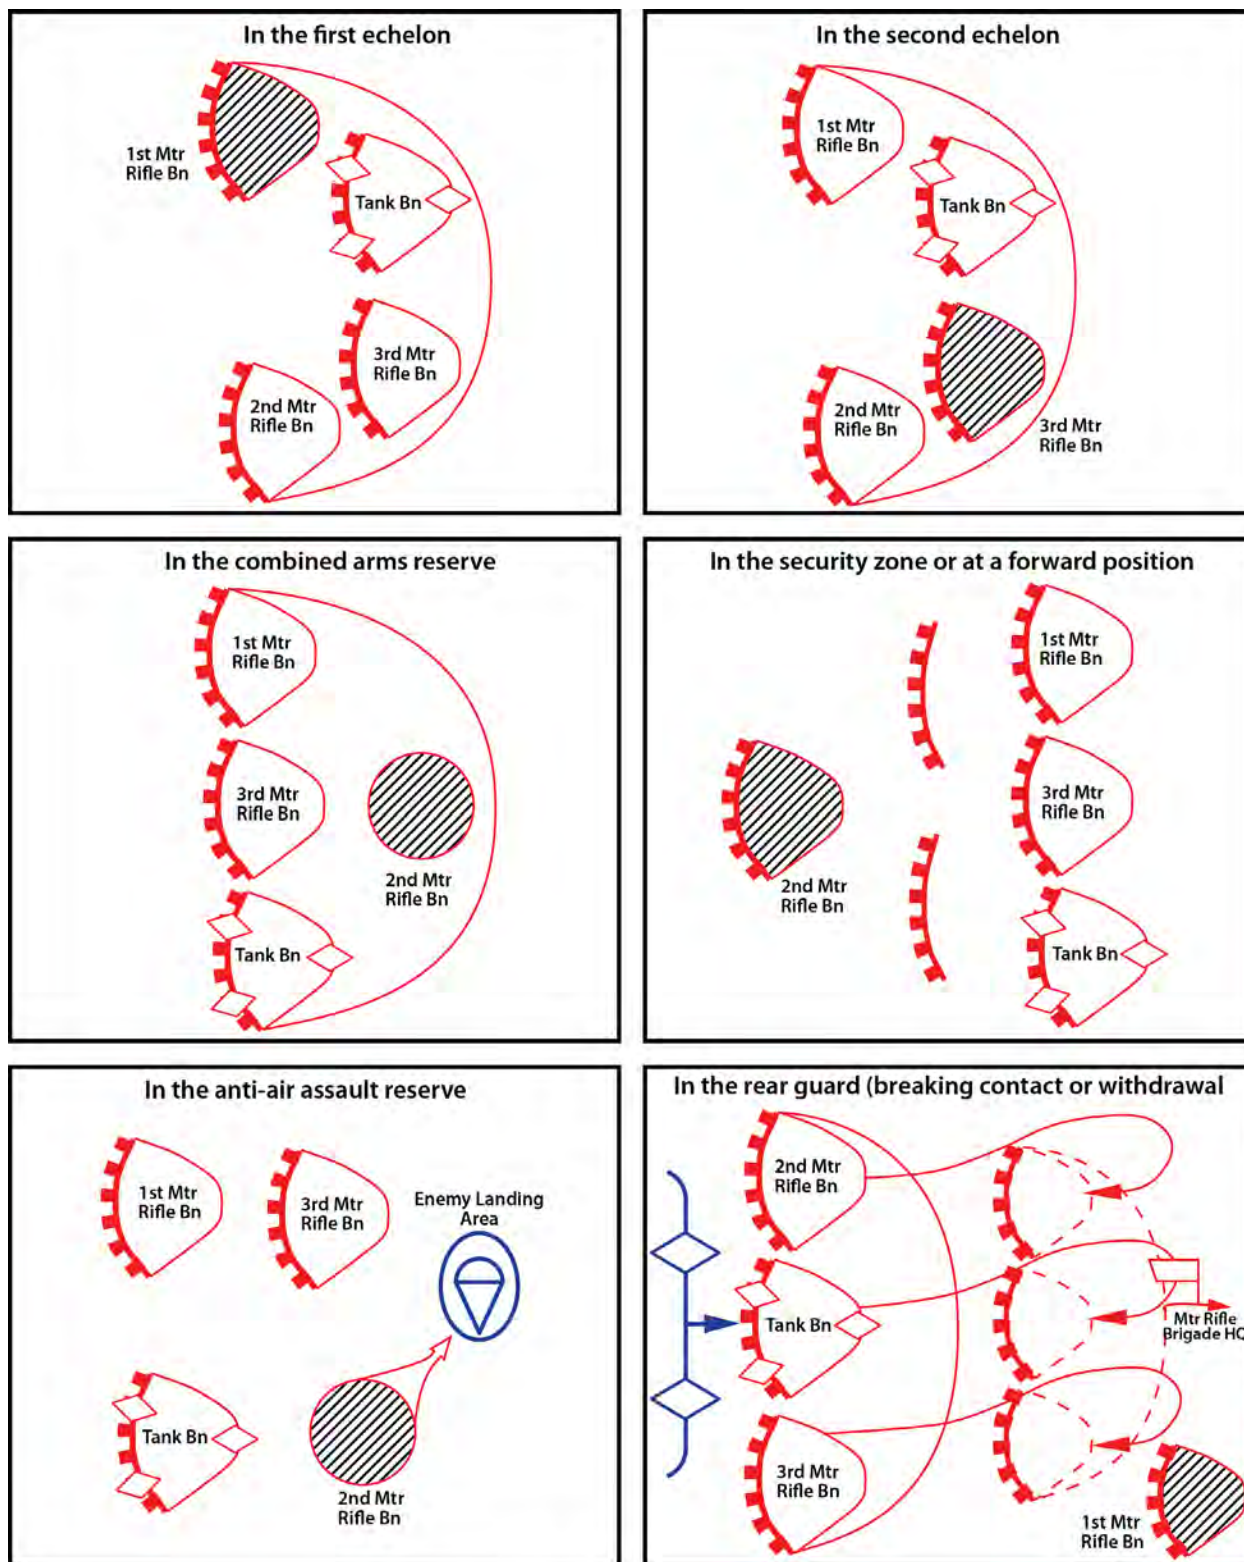 In the first echelon
1st Mtr
Rifle Bn
Tank Bn
3rd Mtr
Rifle Bn
2nd Mtr
Rifle Bn
In the second echelon
1st Mtr
Rifle Bn
Tank Bn
2nd Mtr
Rifle Bn
3rd Mtr
Rifle Bn
In the combined arms reserve
1st Mtr
Rifle Bn
3rd Mtr
Rifle Bn
2nd Mtr
Rifle Bn
Tank Bn
In the security zone or at a forward position
1st Mtr
Rifle Bn
3rd Mtr
Rifle Bn
2nd Mtr
Rifle Bn
Tank Bn
In the anti-air assault reserve
1st Mtr
Rifle Bn
3rd Mtr
Rifle Bn
Enemy Landing
Area
Tank Bn
2nd Mtr
Rifle Bn
In the rear guard (breaking contact or withdrawal
2nd Mtr
Rifle Bn
Tank Bn
Mtr Rifle
Brigade HQ
3rd Mtr
Rifle Bn
1st Mtr
Rifle Bn